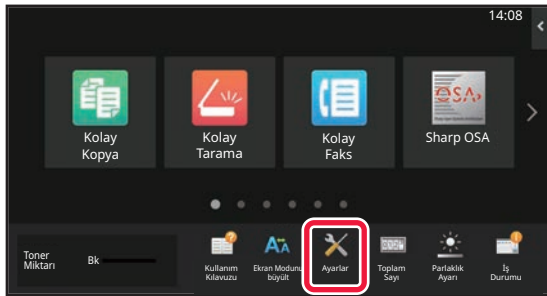 14:08
Kolay
Kopya
Kolay
Tarama
Kolay
Faks
OSA
Sharp OSA
Toner
Miktarı
Bk
Kullanım
Kılavuzu
Ekran Modunu
büyült
Ayarlar
Toplam
Sayı
Parlaklık
Ayarı
İş
Durumu